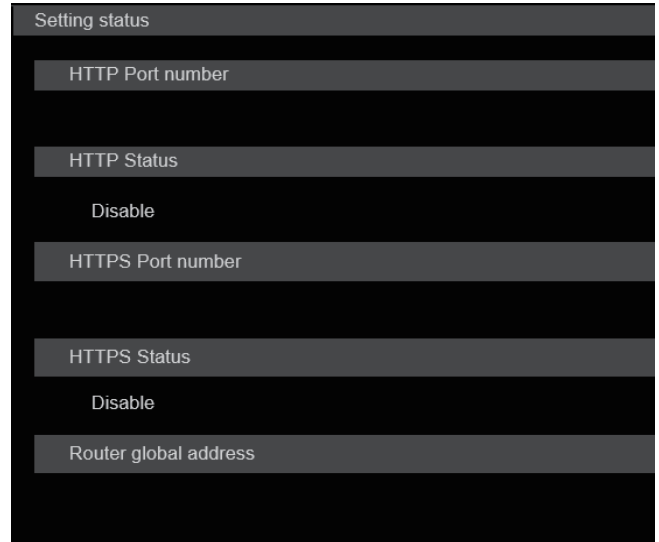 Setting status
HTTP Port number
HTTP Status
Disable
HTTPS Port number
HTTPS Status
Disable
Router global address